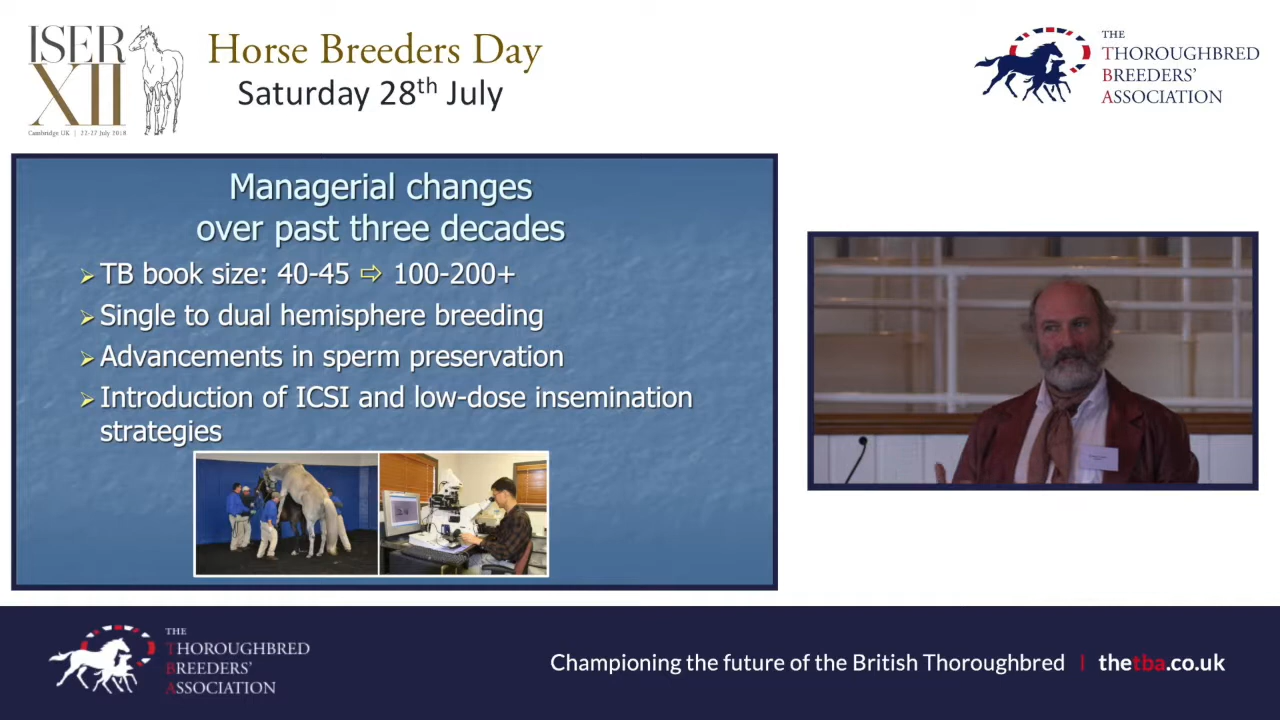 ISER
XII
Cambridge UK | 22-27 July 2018
Horse Breeders Day
Saturday 28th July
THE
THOROUGHBRED
BREEDERS'
ASSOCIATION
Managerial changes
over past three decades
➢ TB book size: 40-45 ⇨ 100-200+
➢ Single to dual hemisphere breeding
➢ Advancements in sperm preservation
➢ Introduction of ICSI and low-dose insemination
strategies
THE
THOROUGHBRED
BREEDERS'
ASSOCIATION
Championing the future of the British Thoroughbred | thetba.co.uk